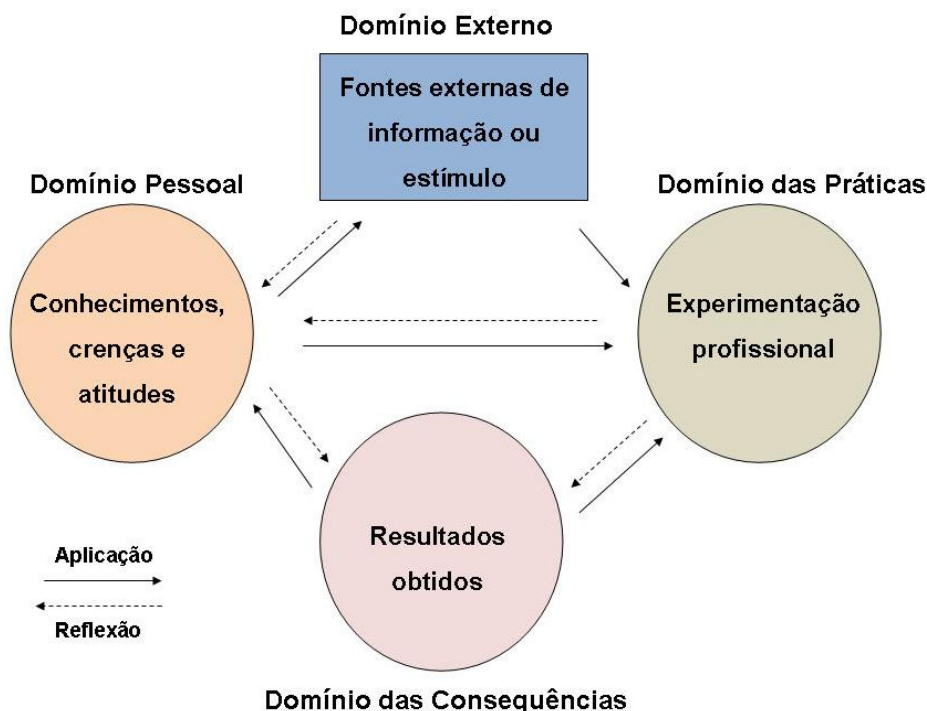 Domínio Externo
Fontes externas de
informação ou
estímulo
Domínio Pessoal
Domínio das Práticas
Conhecimentos,
crenças e
atitudes
Experimentação
profissional
Resultados
obtidos
Aplicação
Reflexão
Domínio das Consequências